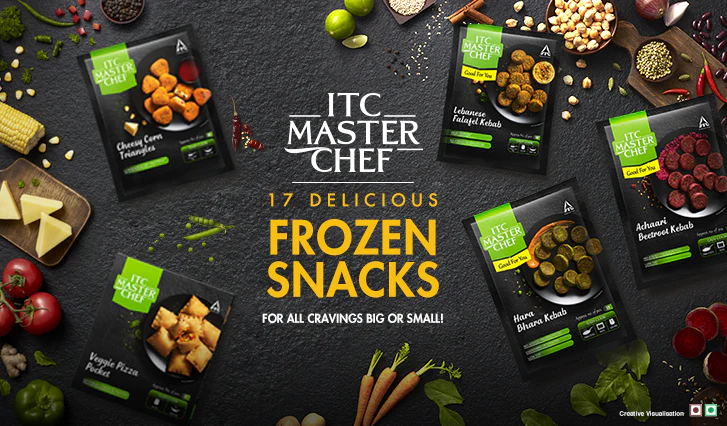 ITC
MASTER
CHEF
17 DELICIOUS
FROZEN
SNACKS
FOR ALL CRAVINGS BIG OR SMALL!
ITC
MASTER
CHEF
Cheesy Corn
Triangles
ITC
MASTER
CHEF
Veggie Pizza
Pocket
ITC
MASTER
CHEF
Good For You
Lebanese
Falafel Kebab
ITC
MASTER
CHEF
Good For You
Hara
Bhara Kebab
ITC
MASTER
CHEF
Good For You
Achaari
Beetroot Kebab
Creative Visualisation